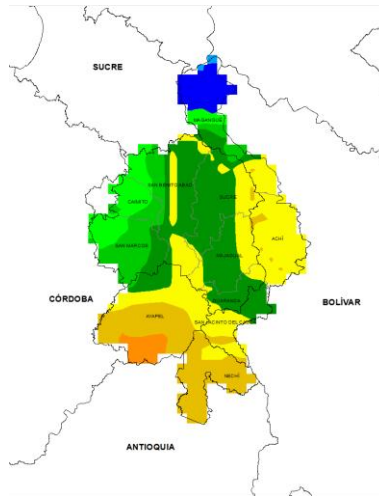 SUCRE
MAGANGUÉ
SAN BENITO ABAD
SUCRE
CAIMITO
ACHÍ
SAN MARCOS
MAJAGUAL
CÓRDOBA
BOLÍVAR
GUARANDA
AYAPEL
SAN JACINTO DEL CAUCA
NECHÍ
ANTIOQUIA